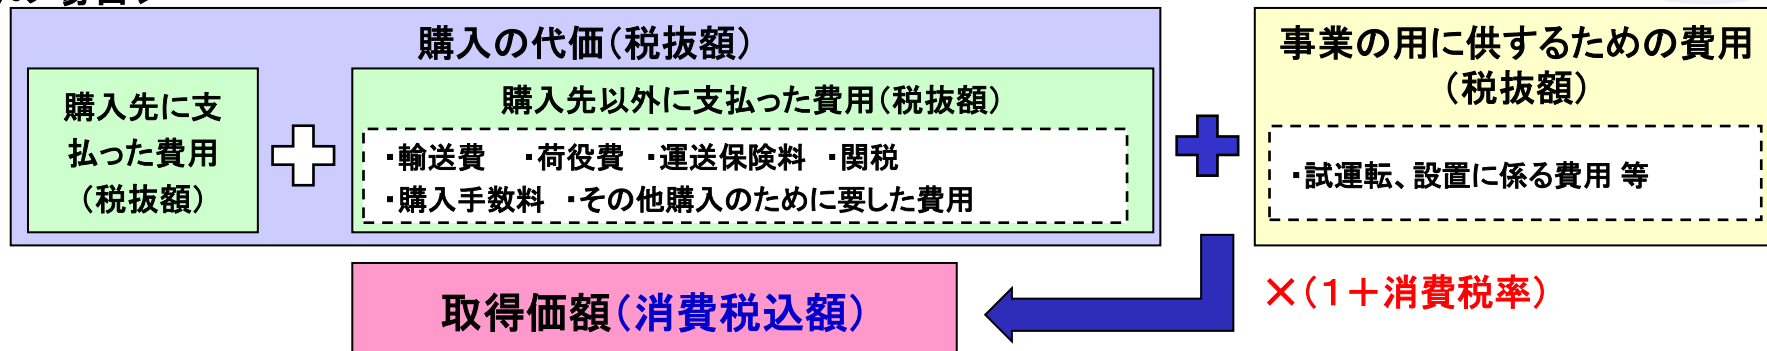 購入の代価(税抜額)
購入先に支
払った費用
(税抜額)
購入先以外に支払った費用(税抜額)
・輸送費 ・荷役費 ・運送保険料 ・関税
・購入手数料 ・その他購入のために要した費用
事業の用に供するための費用
(税抜額)
・試運転、設置に係る費用 等
×(1+消費税率)
取得価額(消費税込額)